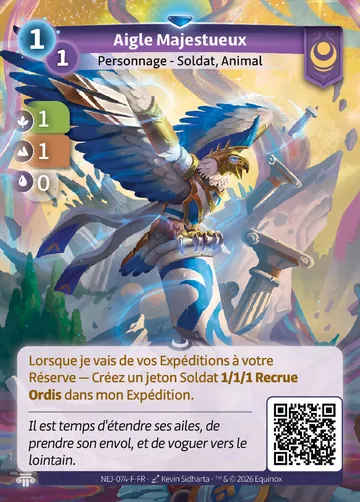 1
Aigle Majestueux
1
Personnage - Soldat, Animal
1
1
0
Lorsque je vais de vos Expéditions à votre
Réserve — Créez un jeton Soldat 1/1/1 Recrue
Ordis dans mon Expédition.
Il est temps d'étendre ses ailes, de
prendre son envol, et de voguer vers le
lointain.
NEJ-074-F-FR - Kevin Sidharta - ™ & © 2026 Equinox